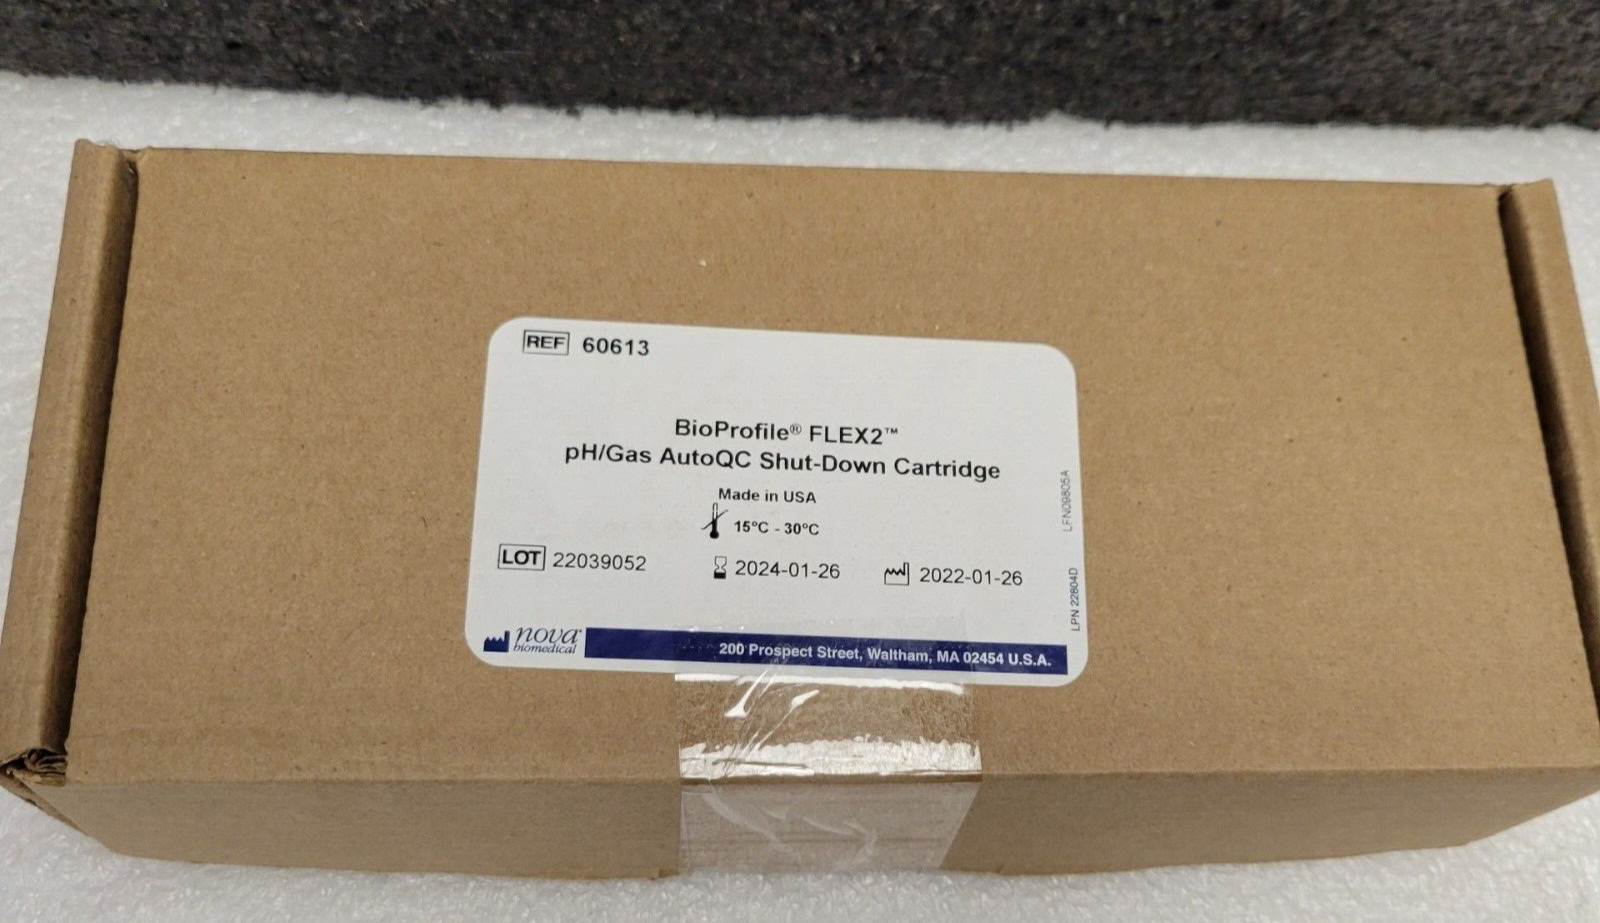 REF 60613
BioProfile® FLEX2™
pH/Gas AutoQC Shut-Down Cartridge
Made in USA
15°C - 30°C
LOT 22039052 2024-01-26 2022-01-26
nova
biomedical
200 Prospect Street, Waltham, MA 02454 U.S.A.
LPN 22804D
LFN09805A